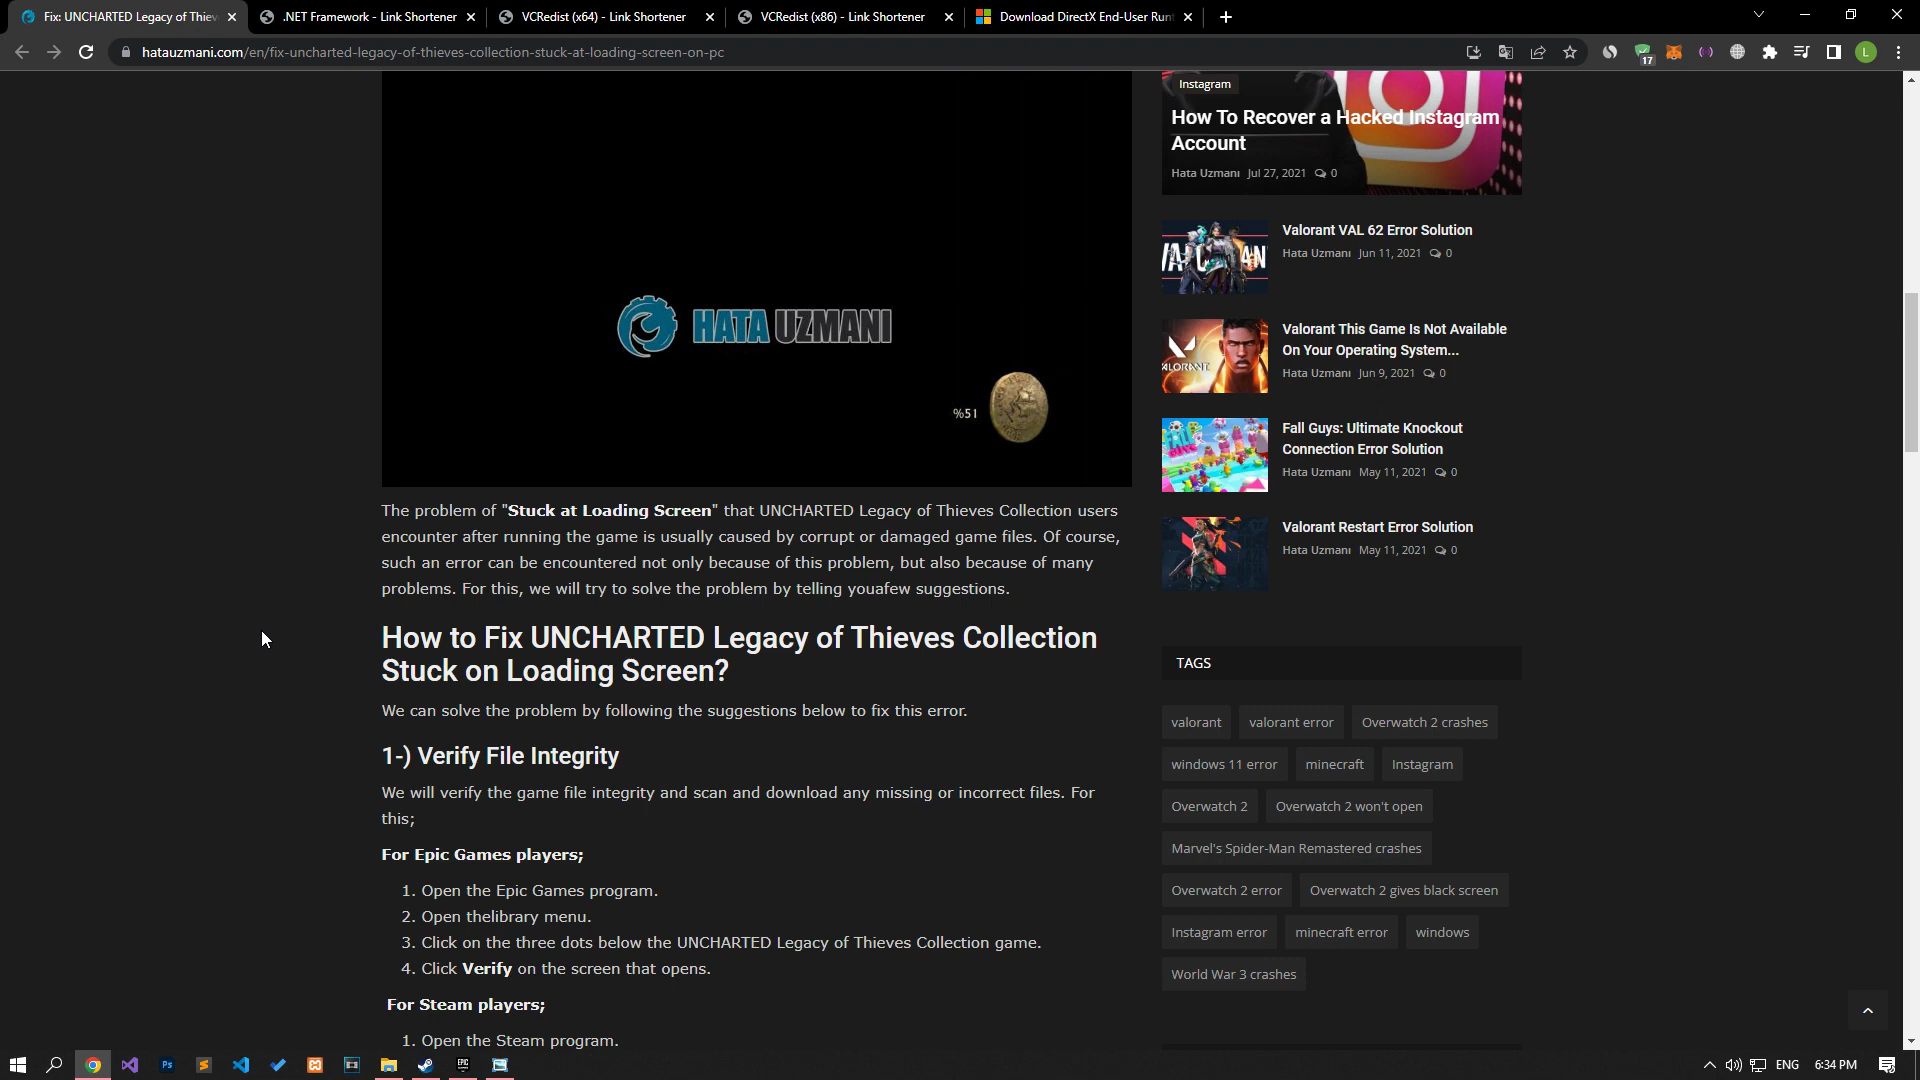 Fix: UNCHARTED Legacy of Thiev
.NET Framework - Link Shortener
VCRedist (x64) - Link Shortener
VCRedist (x86) - Link Shortener
Download DirectX End-User Runt
hatauzmani.com/en/fix-uncharted-legacy-of-thieves-collection-stuck-at-loading-screen-on-pc
17
L
HATA UZMANI
%51
The problem of "Stuck at Loading Screen" that UNCHARTED Legacy of Thieves Collection users
encounter after running the game is usually caused by corrupt or damaged game files. Of course,
such an error can be encountered not only because of this problem, but also because of many
problems. For this, we will try to solve the problem by telling youafew suggestions.
How to Fix UNCHARTED Legacy of Thieves Collection
Stuck on Loading Screen?
We can solve the problem by following the suggestions below to fix this error.
1-) Verify File Integrity
We will verify the game file integrity and scan and download any missing or incorrect files. For
this;
For Epic Games players;
1. Open the Epic Games program.
2. Open thelibrary menu.
3. Click on the three dots below the UNCHARTED Legacy of Thieves Collection game.
4. Click Verify on the screen that opens.
For Steam players;
1. Open the Steam program.
Instagram
How To Recover a Hacked Instagram
Account
Hata Uzmanı Jul 27, 2021 0
Valorant VAL 62 Error Solution
Hata Uzmanı Jun 11, 2021 0
VALORANT
Valorant This Game Is Not Available
On Your Operating System...
Hata Uzmanı Jun 9, 2021 0
Fall Guys: Ultimate Knockout
Connection Error Solution
Hata Uzmanı May 11, 2021 0
FALL GUYS
Valorant Restart Error Solution
Hata Uzmanı May 11, 2021 0
TAGS
valorant valorant error Overwatch 2 crashes
windows 11 error minecraft Instagram
Overwatch 2 Overwatch 2 won't open
Marvel's Spider-Man Remastered crashes
Overwatch 2 error Overwatch 2 gives black screen
Instagram error minecraft error windows
World War 3 crashes
Ps
EPIC
ENG
6:34 PM